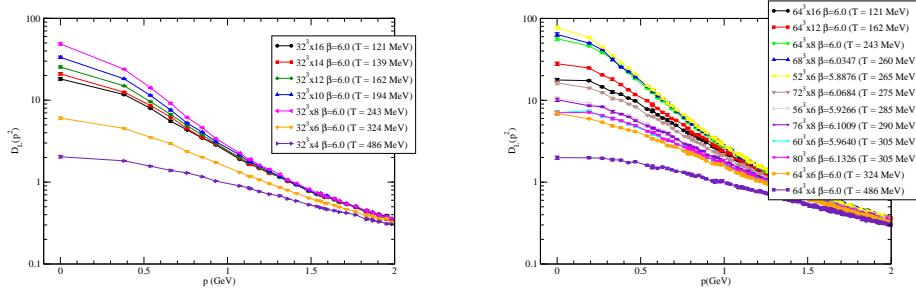 100
10
1
0.1
D_L(p^2)
0
0.5
1
1.5
2
p (GeV)
32^3x16 β=6.0 (T = 121 MeV)
32^3x14 β=6.0 (T = 139 MeV)
32^3x12 β=6.0 (T = 162 MeV)
32^3x10 β=6.0 (T = 194 MeV)
32^3x8 β=6.0 (T = 243 MeV)
32^3x6 β=6.0 (T = 324 MeV)
32^3x4 β=6.0 (T = 486 MeV)
100
10
1
0.1
D_L(p^2)
0
0.5
1
1.5
2
p(GeV)
64^3x16 β=6.0 (T = 121 MeV)
64^3x12 β=6.0 (T = 162 MeV)
64^3x8 β=6.0 (T = 243 MeV)
68^3x8 β=6.0347 (T = 260 MeV)
52^3x6 β=5.8876 (T = 265 MeV)
72^3x8 β=6.0684 (T = 275 MeV)
56^3x6 β=5.9266 (T = 285 MeV)
76^3x8 β=6.1009 (T = 290 MeV)
60^3x6 β=5.9640 (T = 305 MeV)
80^3x6 β=6.1326 (T = 305 MeV)
64^3x6 β=6.0 (T = 324 MeV)
64^3x4 β=6.0 (T = 486 MeV)